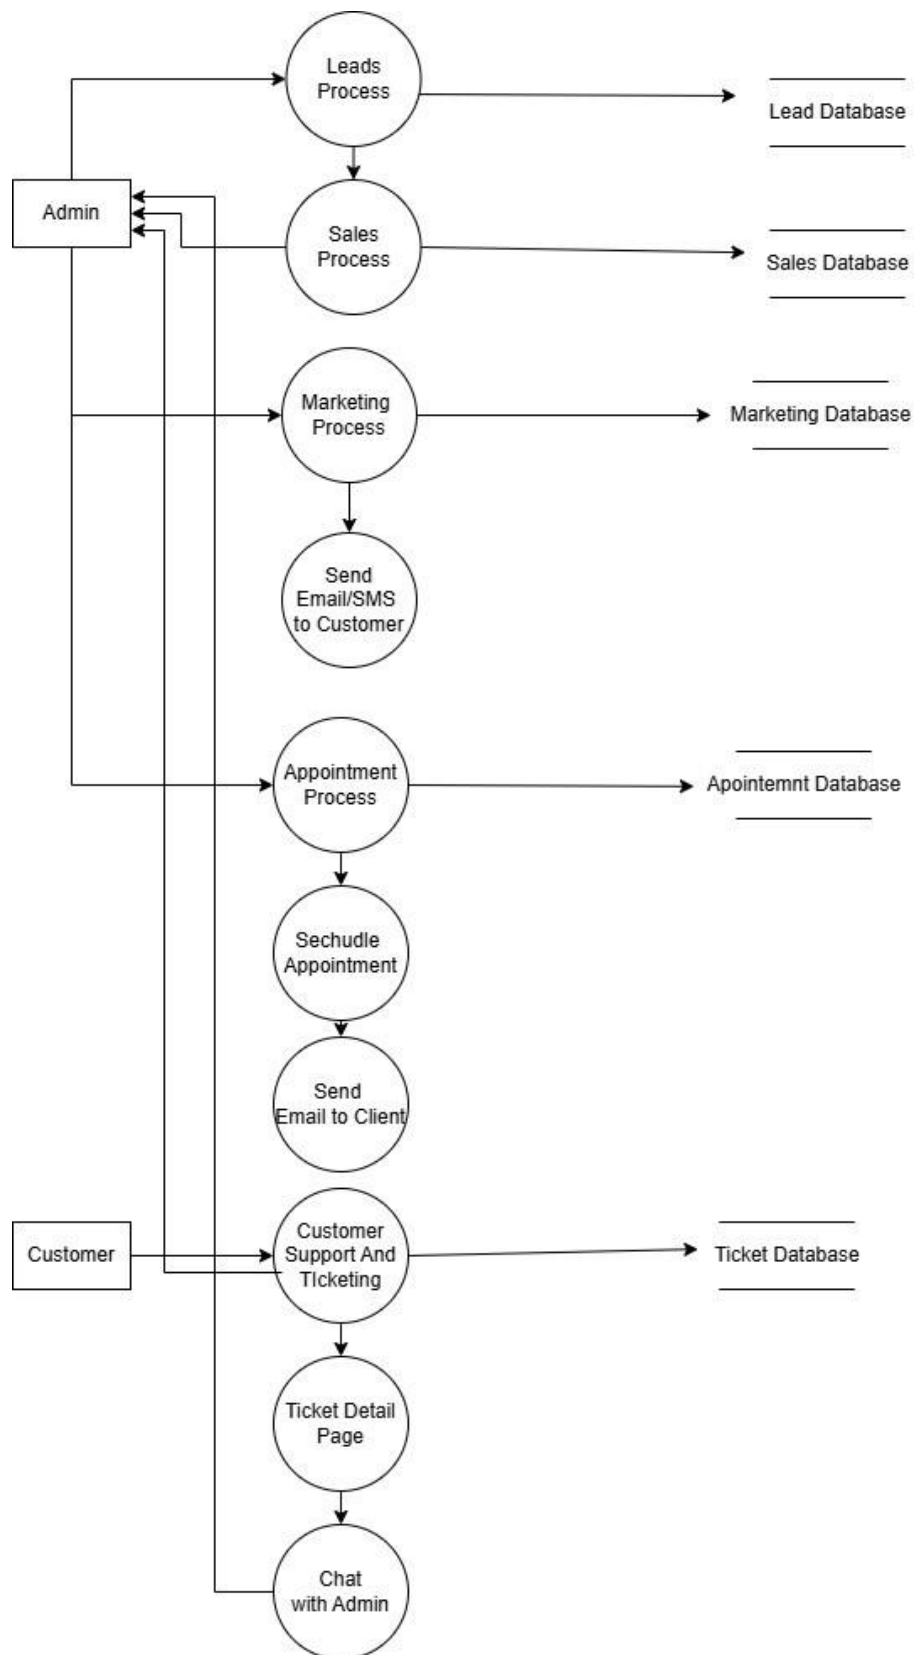 Leads
Process
Lead Database
Admin
Sales
Process
Sales Database
Marketing
Process
Marketing Database
Send
Email/SMS
to Customer
Appointment
Process
Apointemnt Database
Sechudle
Appointment
Send
Email to Client
Customer
Customer
Support And
TIcketing
Ticket Database
Ticket Detail
Page
Chat
with Admin